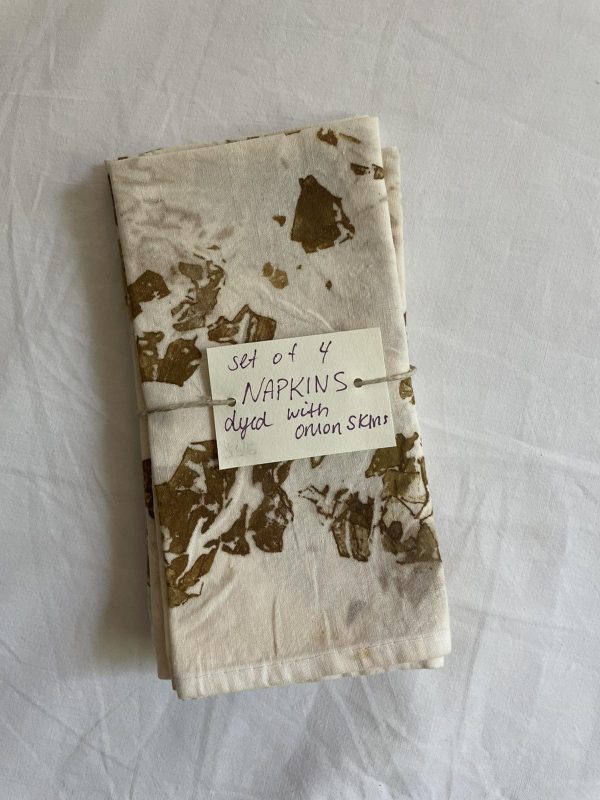 set of 4
NAPKINS
dyed with
onion skins